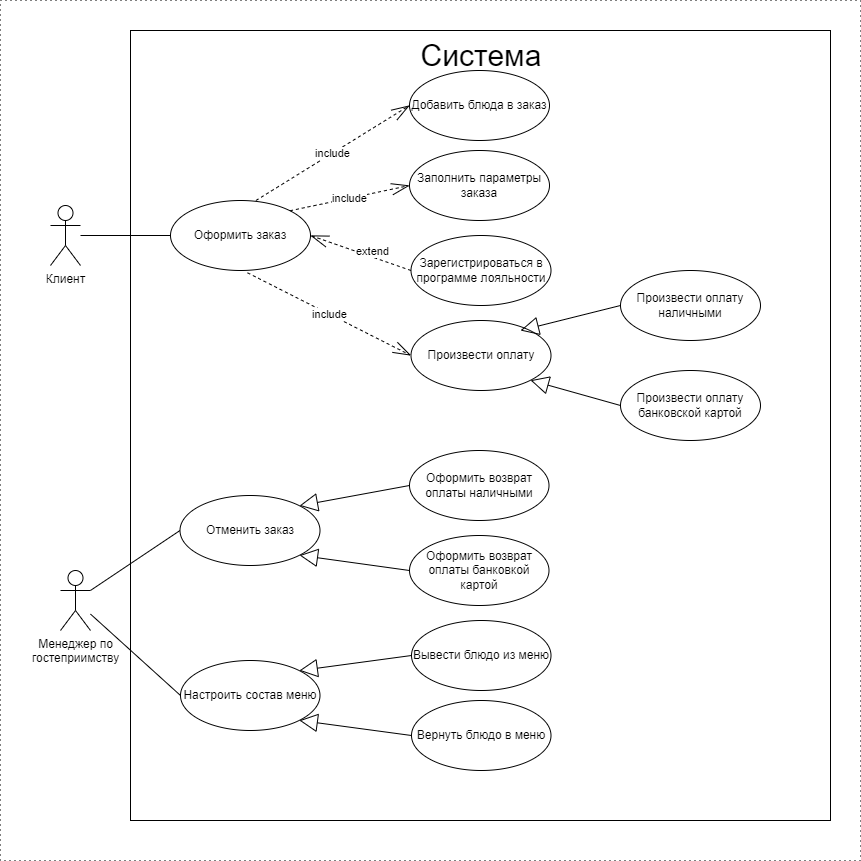 Система
Добавить блюда в заказ
include
Заполнить параметры
заказа
include
Оформить заказ
Клиент
extend
Зарегистрироваться в
программе лояльности
include
Произвести оплату
Произвести оплату
наличными
Произвести оплату
банковской картой
Оформить возврат
оплаты наличными
Отменить заказ
Оформить возврат
оплаты банковкой
картой
Менеджер по
гостеприимству
Вывести блюдо из меню
Настроить состав меню
Вернуть блюдо в меню